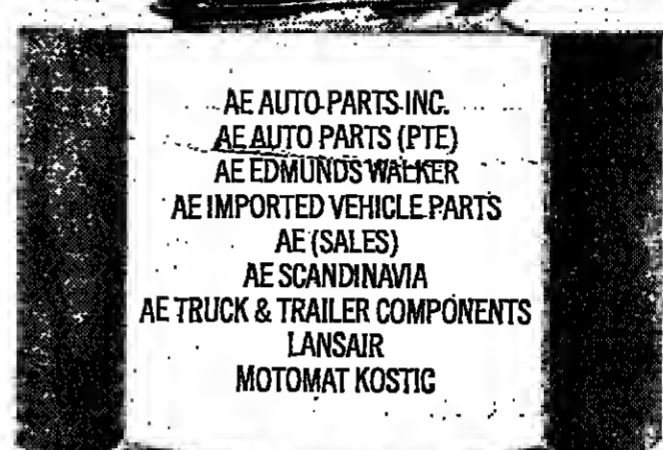 AE AUTO PARTS INC.
AE AUTO PARTS (PTE)
AE EDMUNDS WALKER
AE IMPORTED VEHICLE PARTS
AE (SALES)
AE SCANDINAVIA
AE TRUCK & TRAILER COMPONENTS
LANSAIR
MOTOMAT KOSTIC